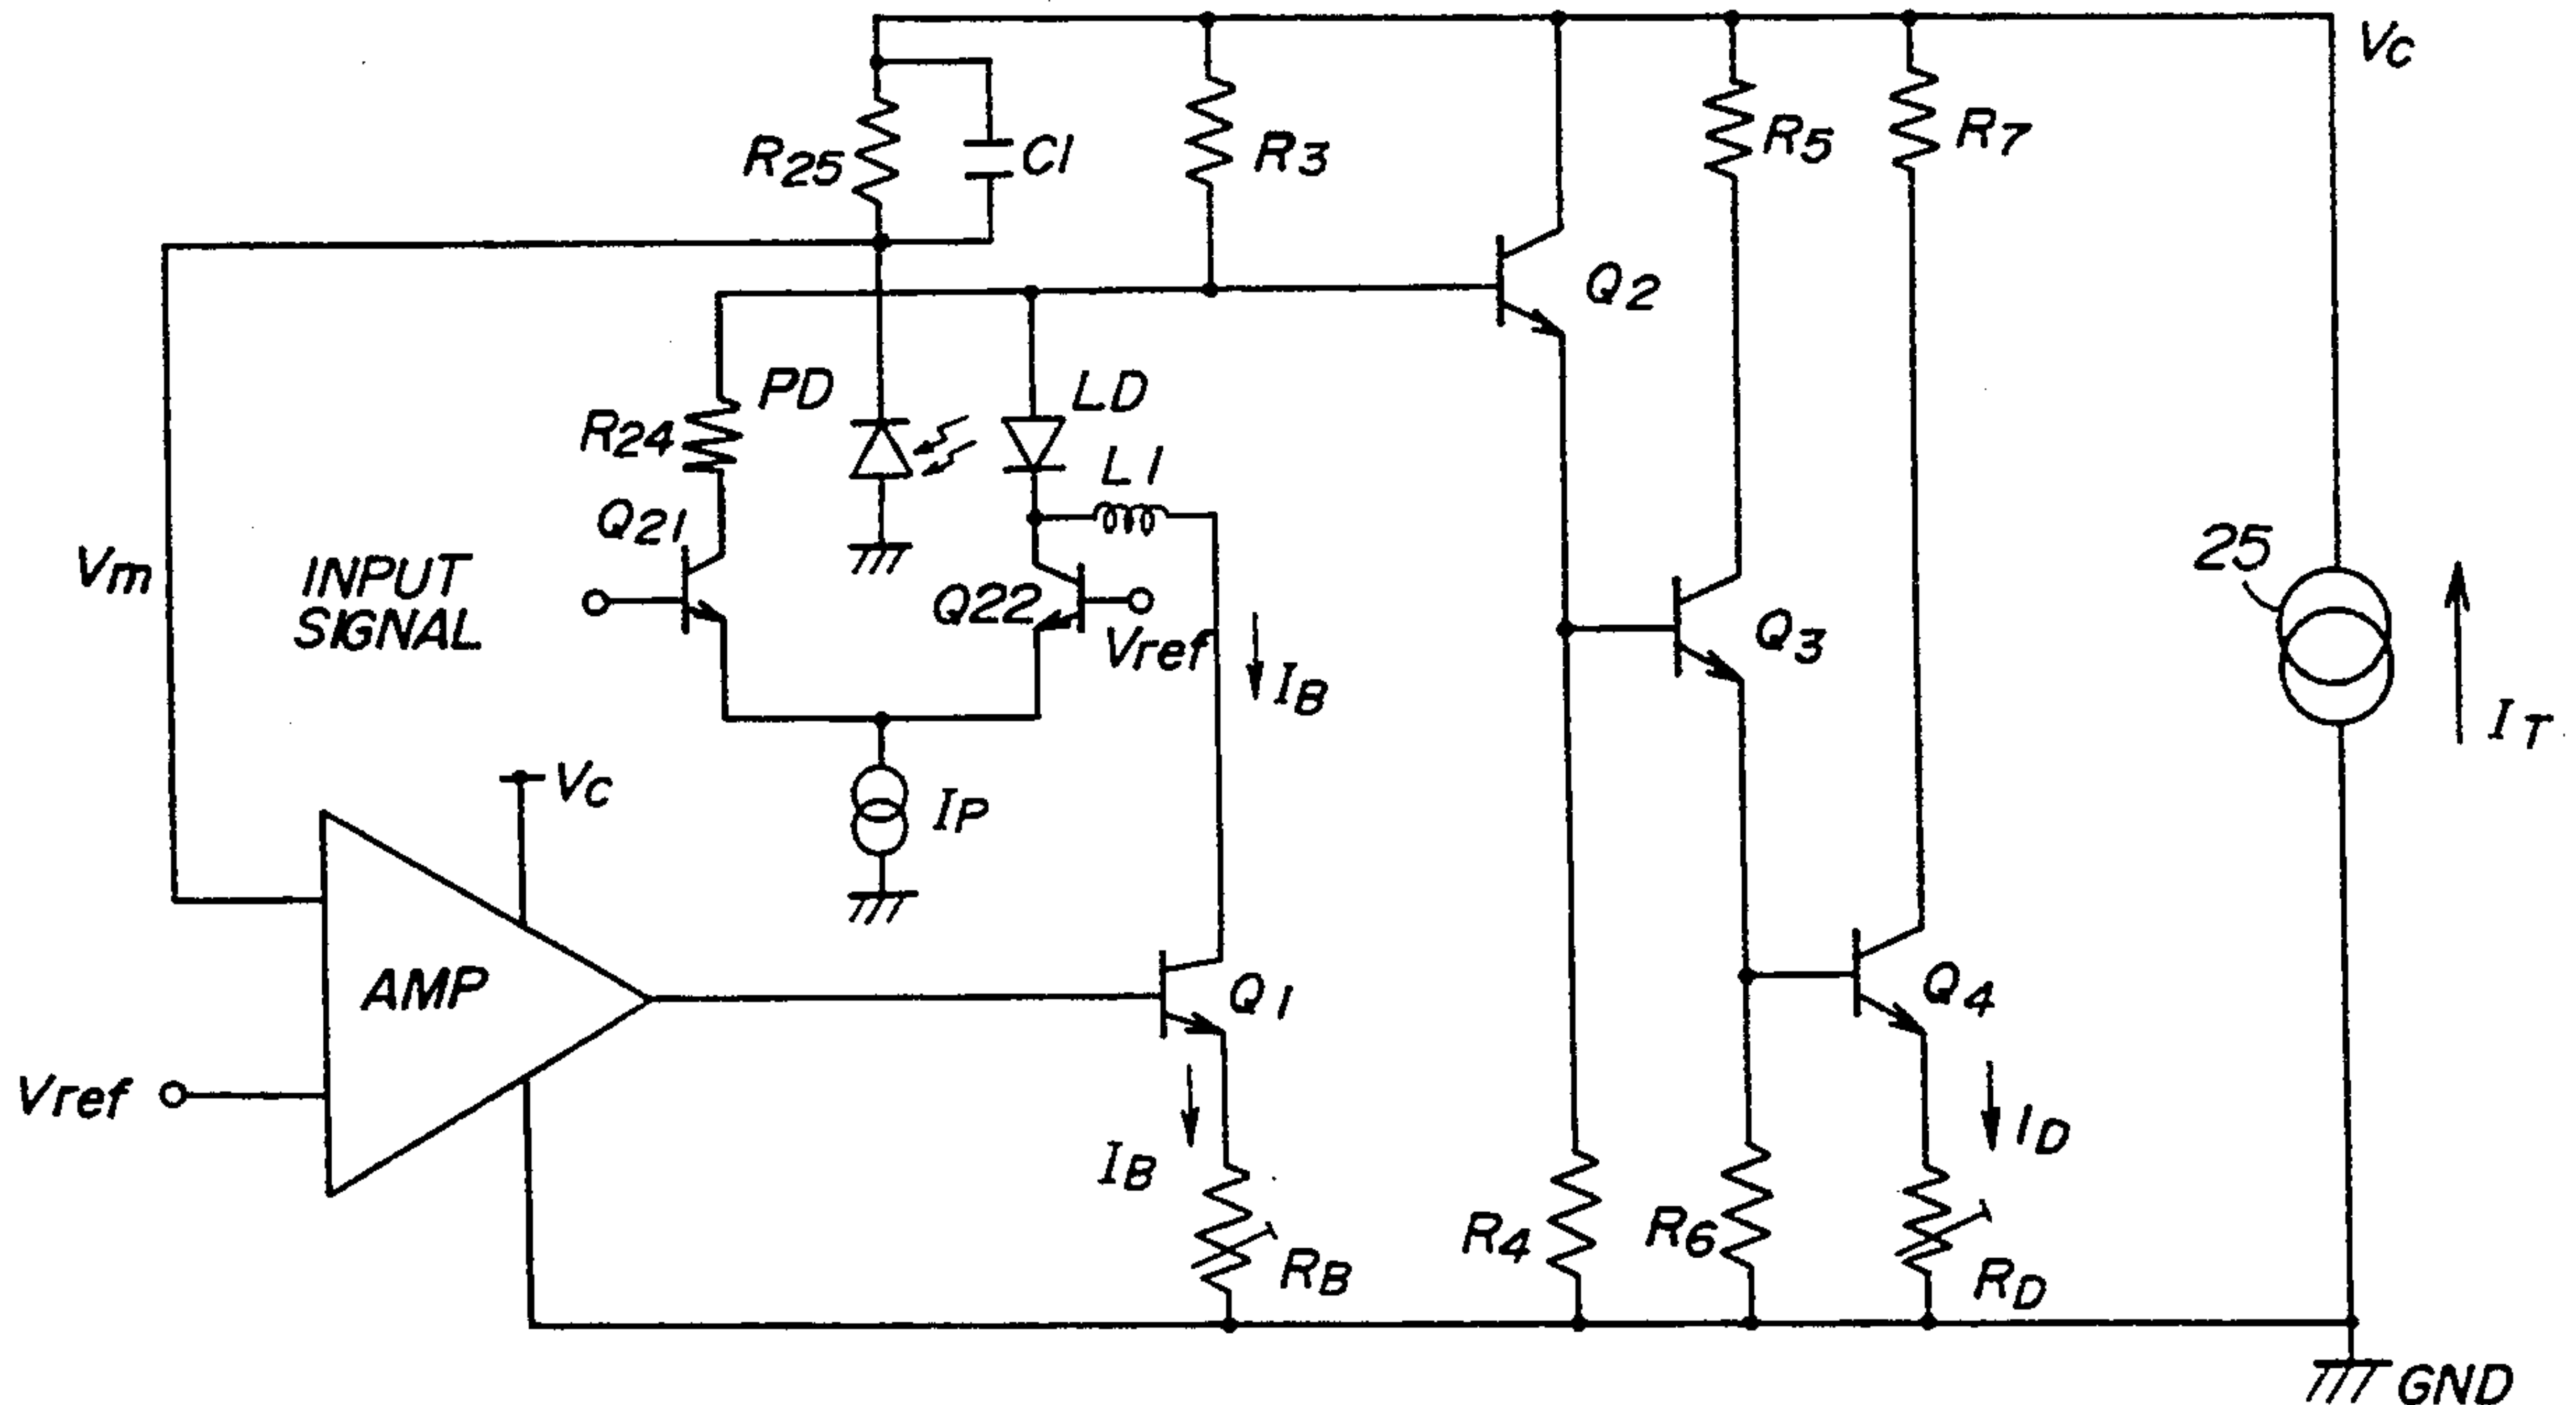 Vc
R25
C1
R3
R5
R7
Q2
PD
LD
R24
L1
Q21
25
Vm
INPUT
SIGNAL
Q22
Vref
Q3
IB
IT
Vc
IP
AMP
Q1
Q4
Vref
IB
ID
R4
R6
RB
RD
GND